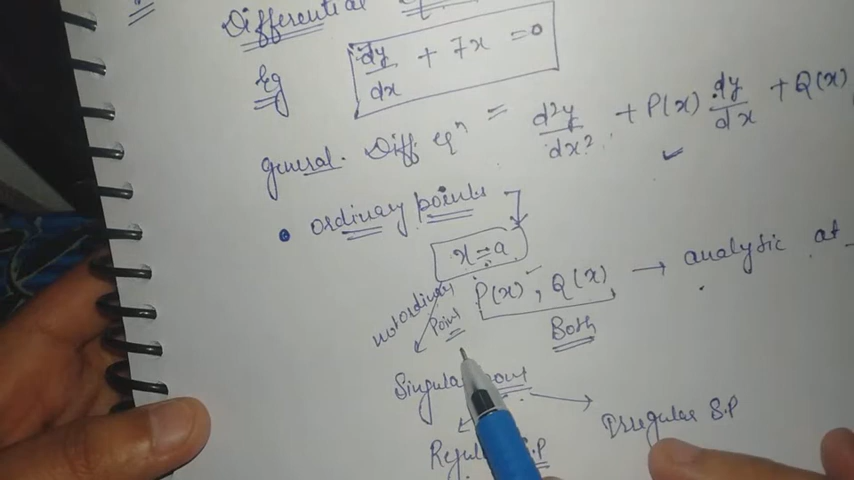 Differential
Eg dy/dx + 7x = 0
general. Diff. eqⁿ = d²y/dx² + P(x) dy/dx + Q(x)
• ordinary points
x = a
P(x), Q(x) → analytic at
Both
not ordinary
Point
Singular
Irregular S.P
S.P